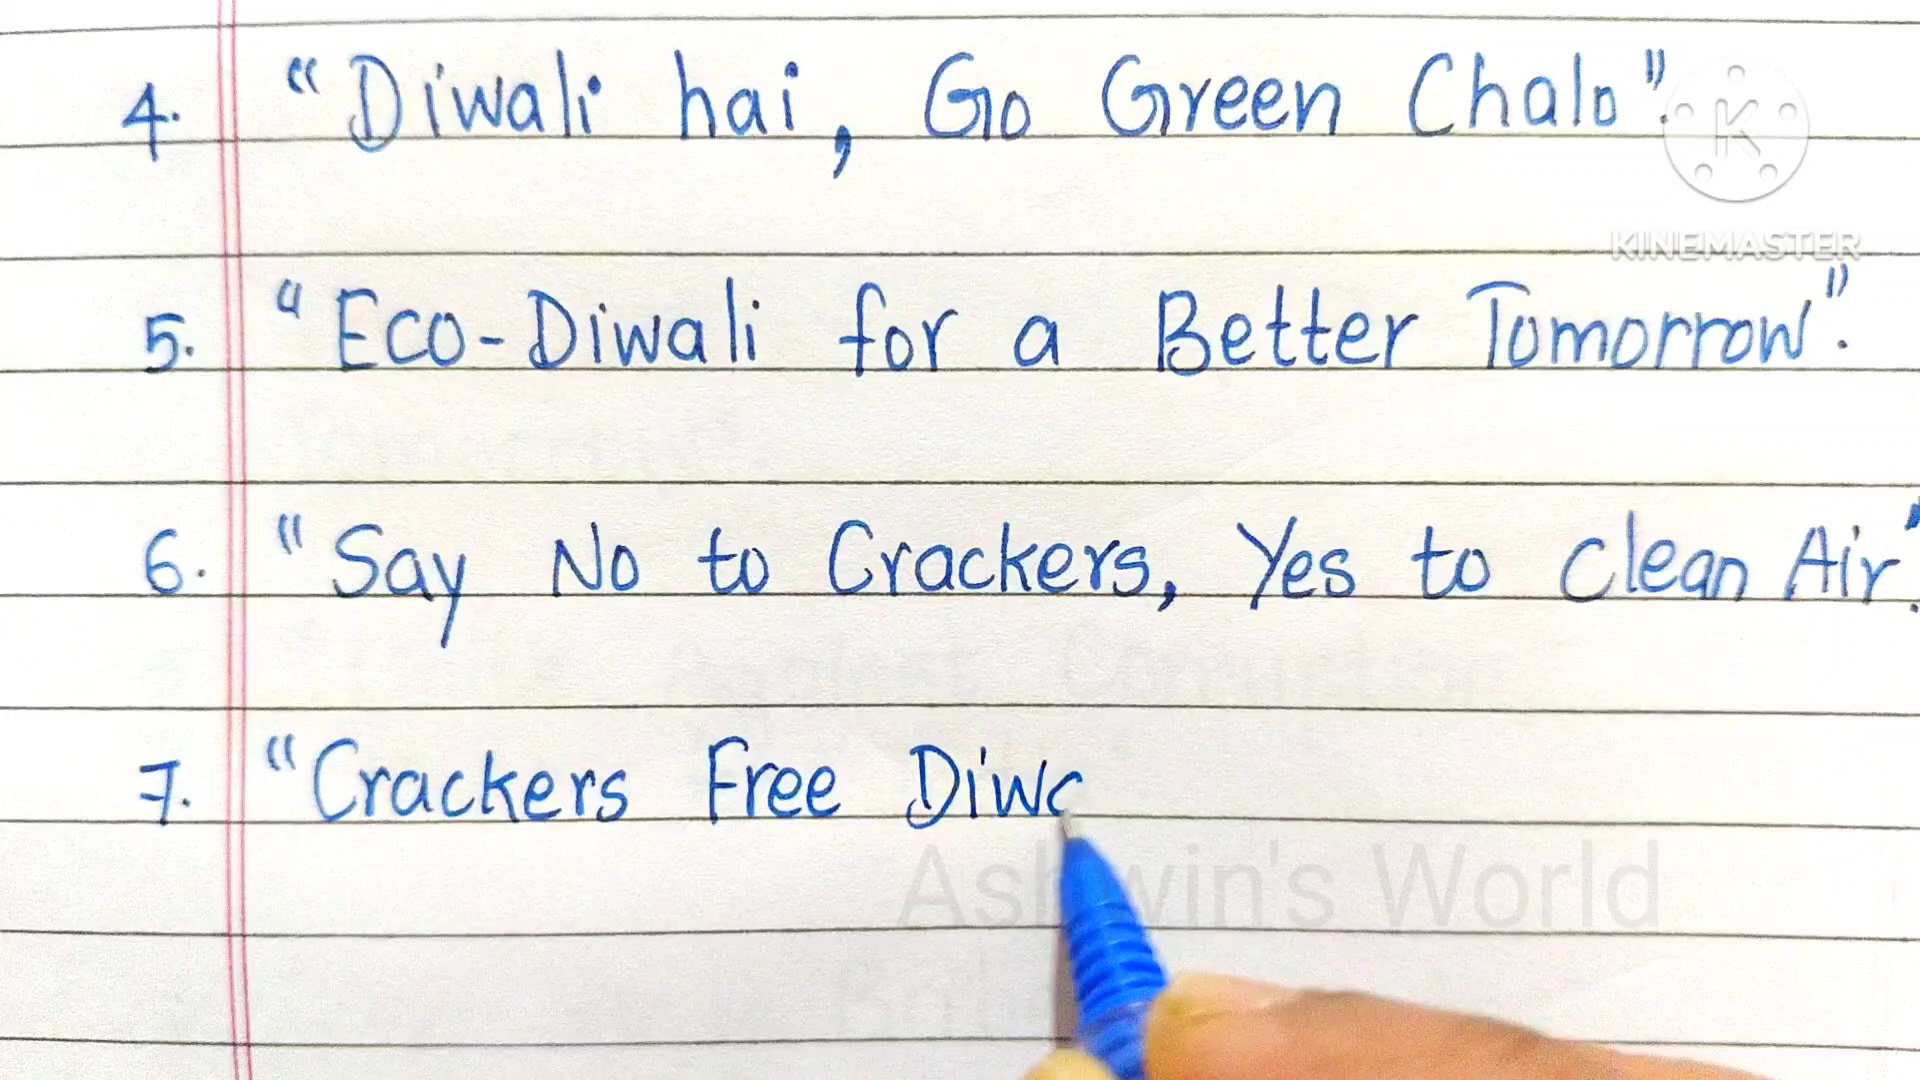 4. "Diwali hai, Go Green Chalo".
KINEMASTER
5. "Eco-Diwali for a Better Tomorrow".
6. "Say No to Crackers, Yes to Clean Air".
7. "Crackers Free Diwa
Ashwin's World